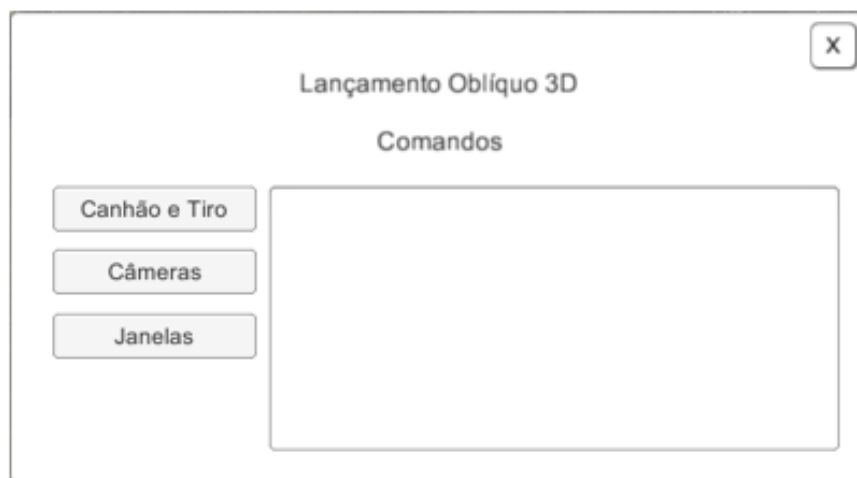 X
Lançamento Oblíquo 3D
Comandos
Canhão e Tiro
Câmeras
Janelas